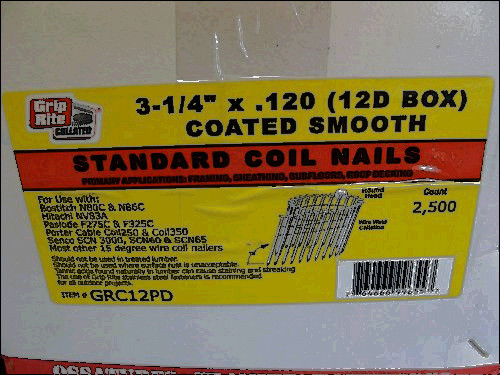 Grip
Rite
COLLATED
3-1/4" x .120 (12D BOX)
COATED SMOOTH
STANDARD COIL NAILS
PRIMARY APPLICATIONS: FRAMING, SHEATHING, SUBFLOORS, ROOF DECKING
For Use with:
Bostitch N80C & N86C
Hitachi NV83A
Paslode F275C & F325C
Porter Cable Coil250 & Coil350
Senco SCN 3000, SCN60 & SCN65
Most other 15 degree wire coil nailers
Round
Head
Wire Weld
Collation
Count
2,500
Should not be used in treated lumber.
Should not be used where surface rust is unacceptable.
Tannic acids found naturally in lumber can cause staining and streaking
The use of Grip Rite stainless steel fasteners is recommended
for all outdoor projects.
ITEM # GRC12PD